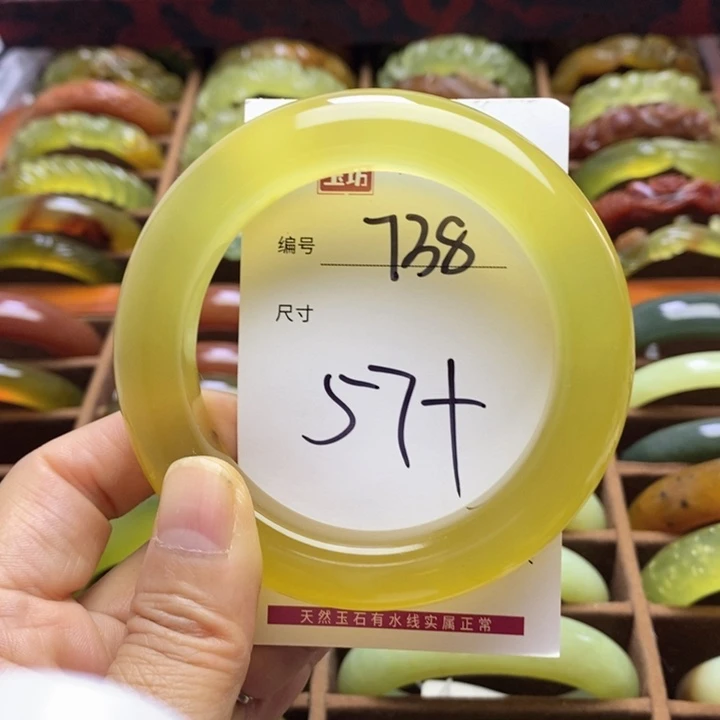 玉坊
编号 738
尺寸
57+
天然玉石有水线实属正常